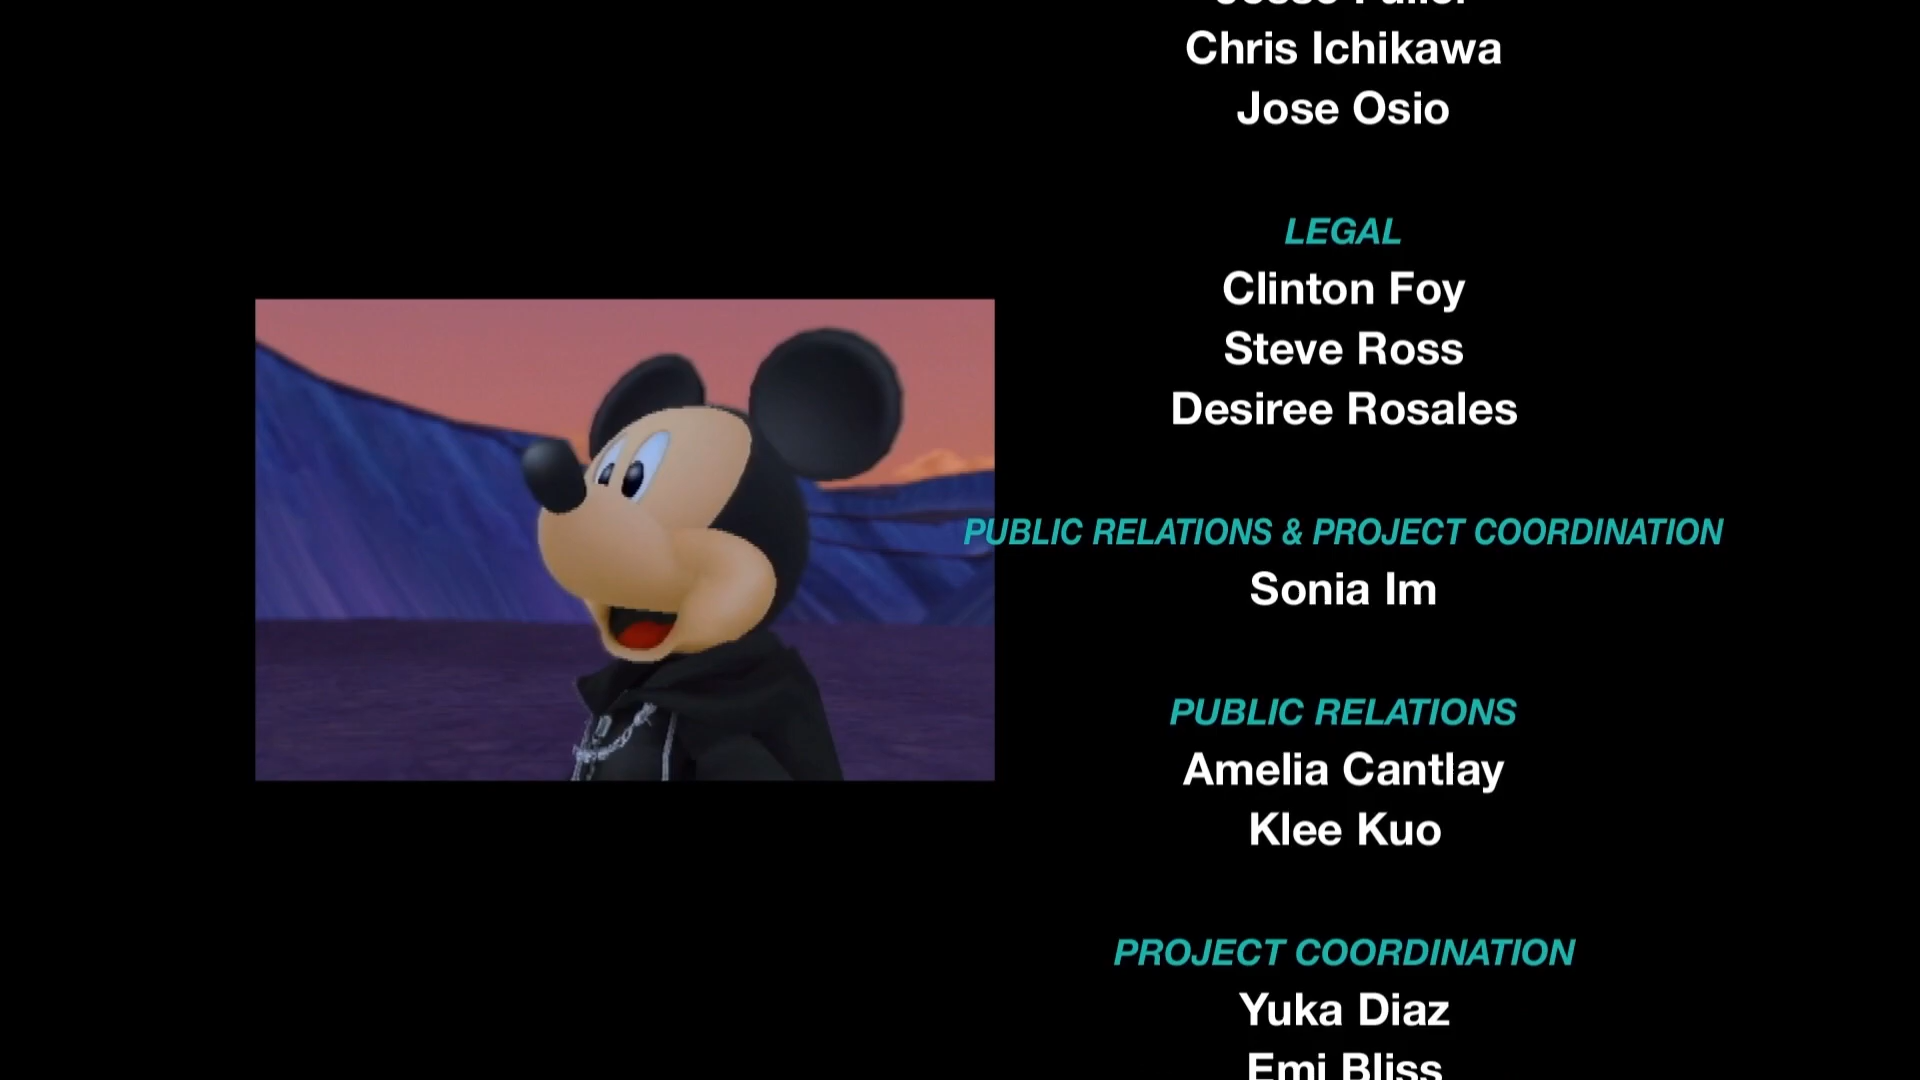 Chris Ichikawa
Jose Osio
LEGAL
Clinton Foy
Steve Ross
Desiree Rosales
PUBLIC RELATIONS & PROJECT COORDINATION
Sonia Im
PUBLIC RELATIONS
Amelia Cantlay
Klee Kuo
PROJECT COORDINATION
Yuka Diaz
Emi Bliss